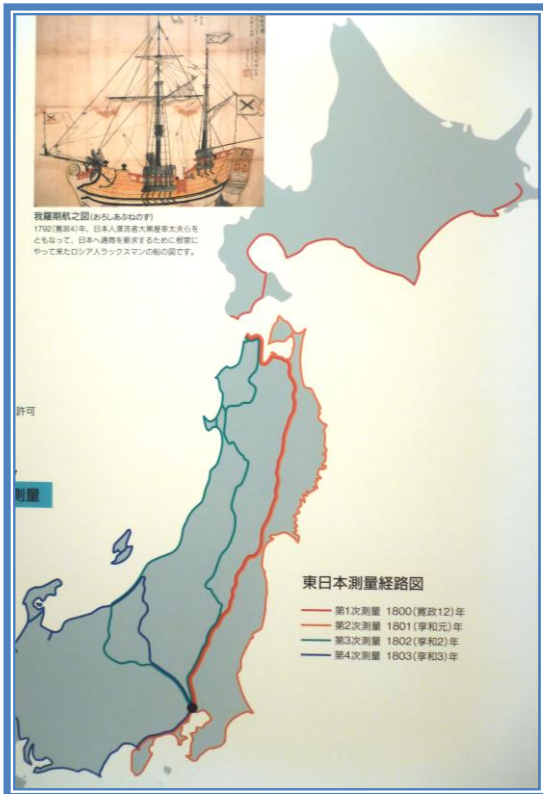 我羅斯航之図(おろしあぶねのず)
1792(寛政4)年、日本人漂流者大黒屋幸太夫らを
ともなって、日本へ通商を要求するために根室に
やって来たロシア人ラックスマンの船の図です。
許可
測量
東日本測量経路図
第1次測量 1800(寛政12)年
第2次測量 1801(享和元)年
第3次測量 1802(享和2)年
第4次測量 1803(享和3)年